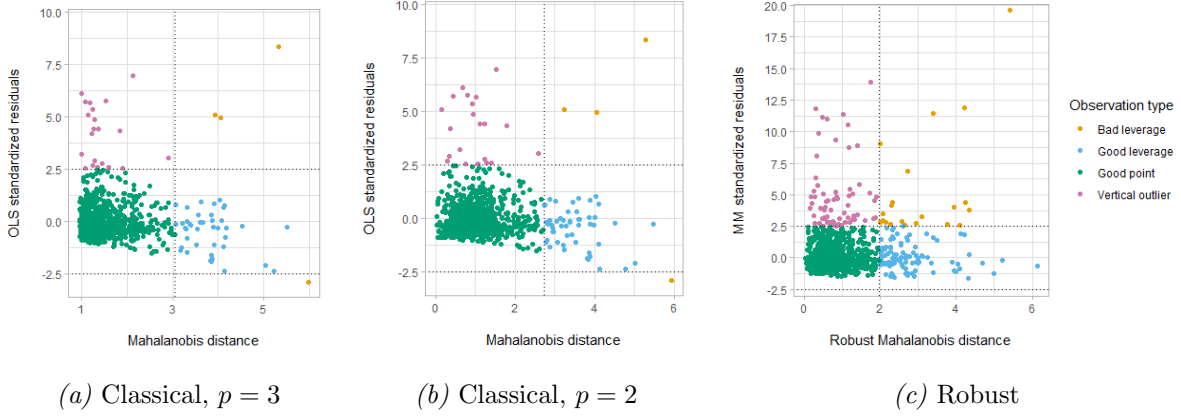 10.0
7.5
5.0
2.5
0.0
-2.5
OLS standardized residuals
1
3
5
Mahalanobis distance
(a) Classical, p = 3
10.0
7.5
5.0
2.5
0.0
-2.5
OLS standardized residuals
0
2
4
6
Mahalanobis distance
(b) Classical, p = 2
20.0
17.5
15.0
12.5
10.0
7.5
5.0
2.5
0.0
-2.5
MM standardized residuals
0
2
4
6
Robust Mahalanobis distance
(c) Robust
Observation type
Bad leverage
Good leverage
Good point
Vertical outlier